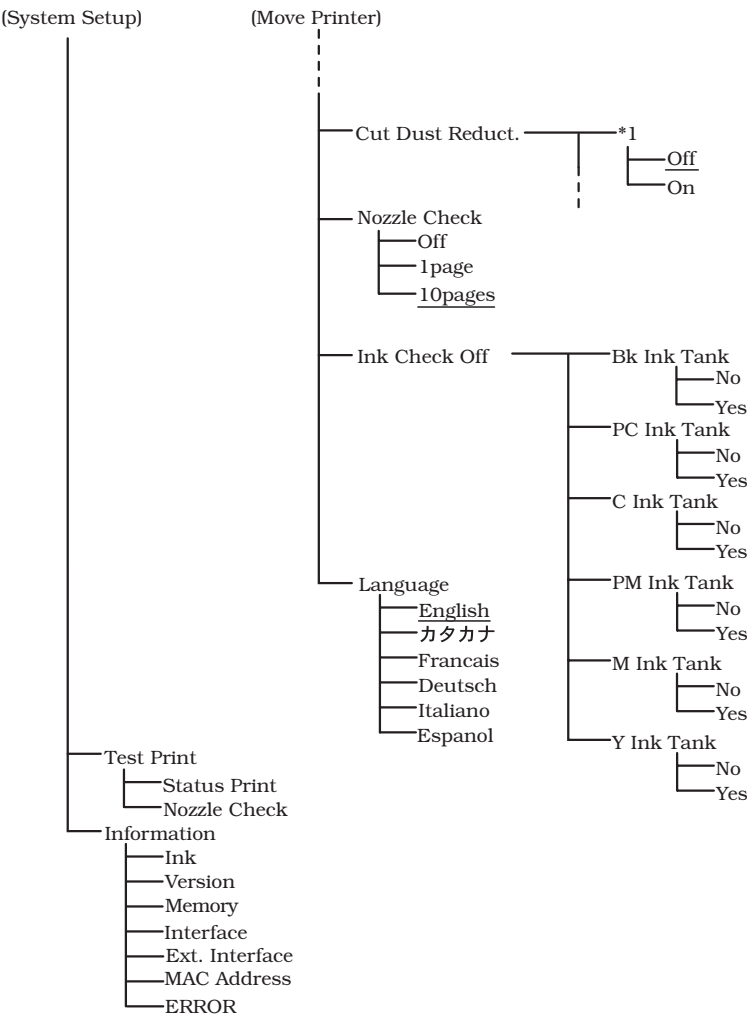 (System Setup)
(Move Printer)
Cut Dust Reduct.
*1
Off
On
Nozzle Check
Off
1page
10pages
Ink Check Off
Bk Ink Tank
No
Yes
PC Ink Tank
No
Yes
C Ink Tank
No
Yes
PM Ink Tank
No
Yes
M Ink Tank
No
Yes
Y Ink Tank
No
Yes
Language
English
カタカナ
Francais
Deutsch
Italiano
Espanol
Test Print
Status Print
Nozzle Check
Information
Ink
Version
Memory
Interface
Ext. Interface
MAC Address
ERROR